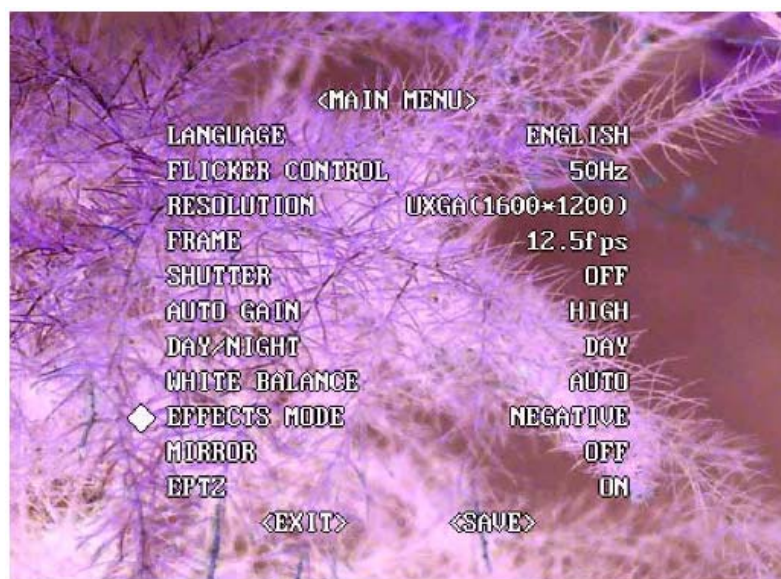 <MAIN MENU>
LANGUAGE ENGLISH
FLICKER CONTROL 50Hz
RESOLUTION UXGA(1600*1200)
FRAME 12.5fps
SHUTTER OFF
AUTO GAIN HIGH
DAY/NIGHT DAY
WHITE BALANCE AUTO
EFFECTS MODE NEGATIVE
MIRROR OFF
EPTZ ON
<EXIT> <SAVE>